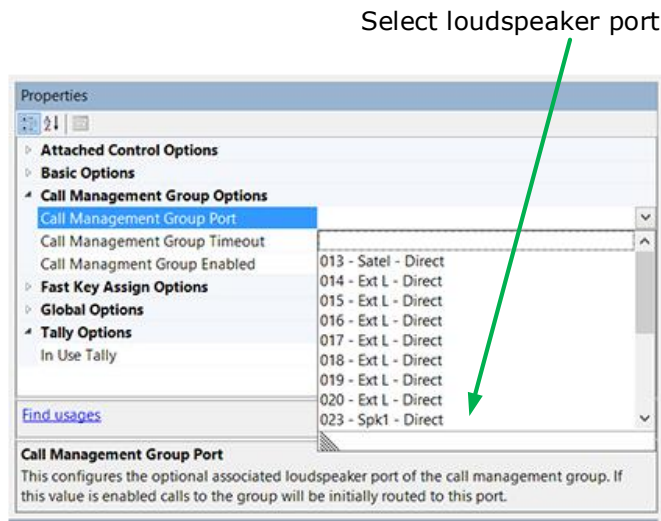 Select loudspeaker port
Properties
Attached Control Options
Basic Options
Call Management Group Options
Call Management Group Port
Call Management Group Timeout
Call Managment Group Enabled
013 - Satel - Direct
014 - Ext L - Direct
015 - Ext L - Direct
016 - Ext L - Direct
017 - Ext L - Direct
018 - Ext L - Direct
019 - Ext L - Direct
020 - Ext L - Direct
023 - Spk1 - Direct
Fast Key Assign Options
Global Options
Tally Options
In Use Tally
Find usages
Call Management Group Port
This configures the optional associated loudspeaker port of the call management group. If
this value is enabled calls to the group will be initially routed to this port.